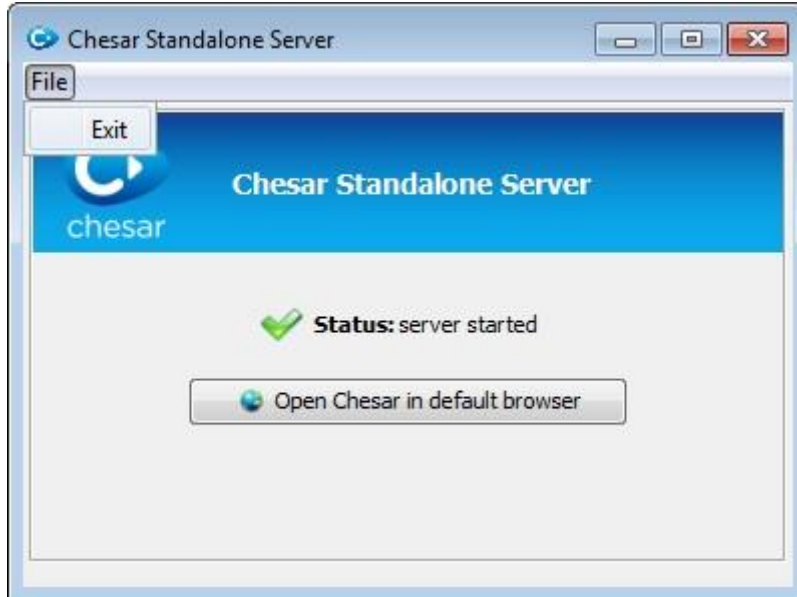 Chesar Standalone Server
File
Exit
Chesar Standalone Server
chesar
Status: server started
Open Chesar in default browser